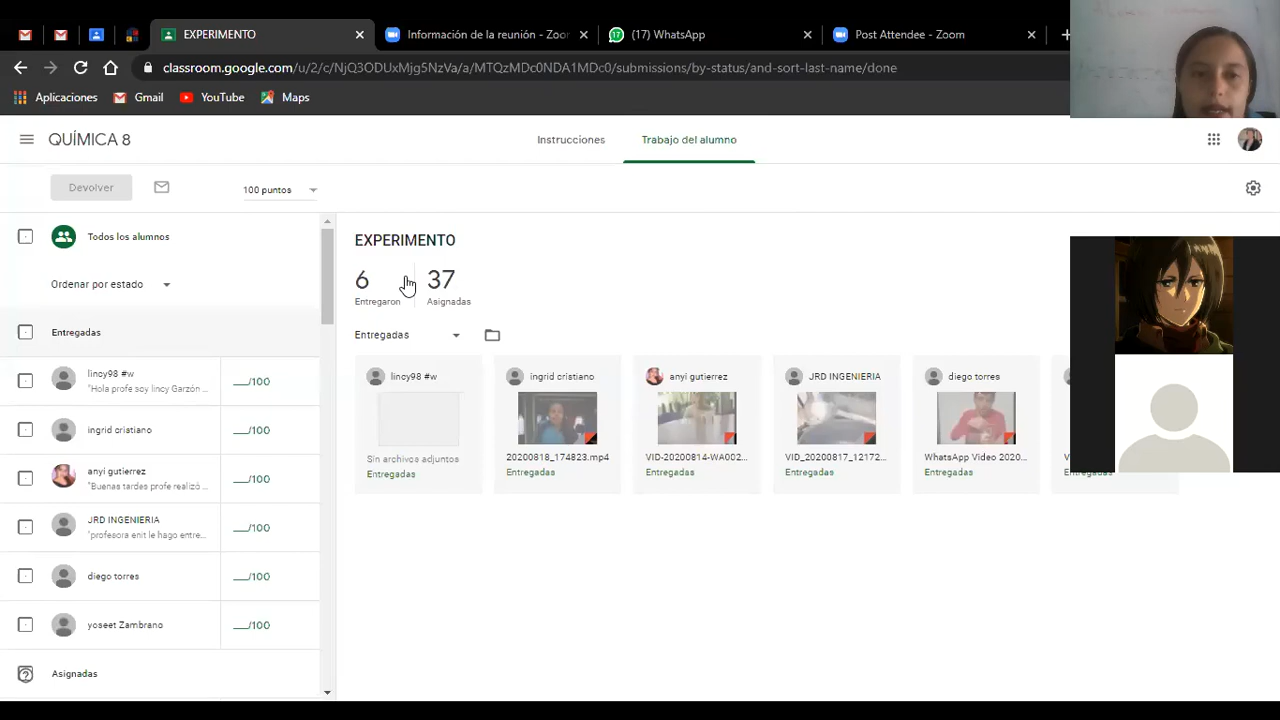 EXPERIMENTO
Información de la reunión - Zoo
(17) WhatsApp
Post Attendee - Zoom
classroom.google.com/u/2/c/NjQ3ODUxMjg5NzVa/a/MTQzMDc0NDA1MDc0/submissions/by-status/and-sort-last-name/done
Aplicaciones
Gmail
YouTube
Maps
QUÍMICA 8
Instrucciones
Trabajo del alumno
Devolver
100 puntos
Todos los alumnos
Ordenar por estado
Entregadas
lincy98 #w
"Hola profe soy lincy Garzón ...
__/100
ingrid cristiano
__/100
anyi gutierrez
"Buenas tardes profe realizó ...
__/100
JRD INGENIERIA
"profesora enit le hago entre...
__/100
diego torres
__/100
yoseet Zambrano
__/100
Asignadas
EXPERIMENTO
6
37
Entregaron
Asignadas
Entregadas
lincy98 #w
Sin archivos adjuntos
Entregadas
ingrid cristiano
20200818_174823.mp4
Entregadas
anyi gutierrez
VID-20200814-WA002...
Entregadas
JRD INGENIERIA
VID_20200817_12172...
Entregadas
diego torres
WhatsApp Video 2020...
Entregadas